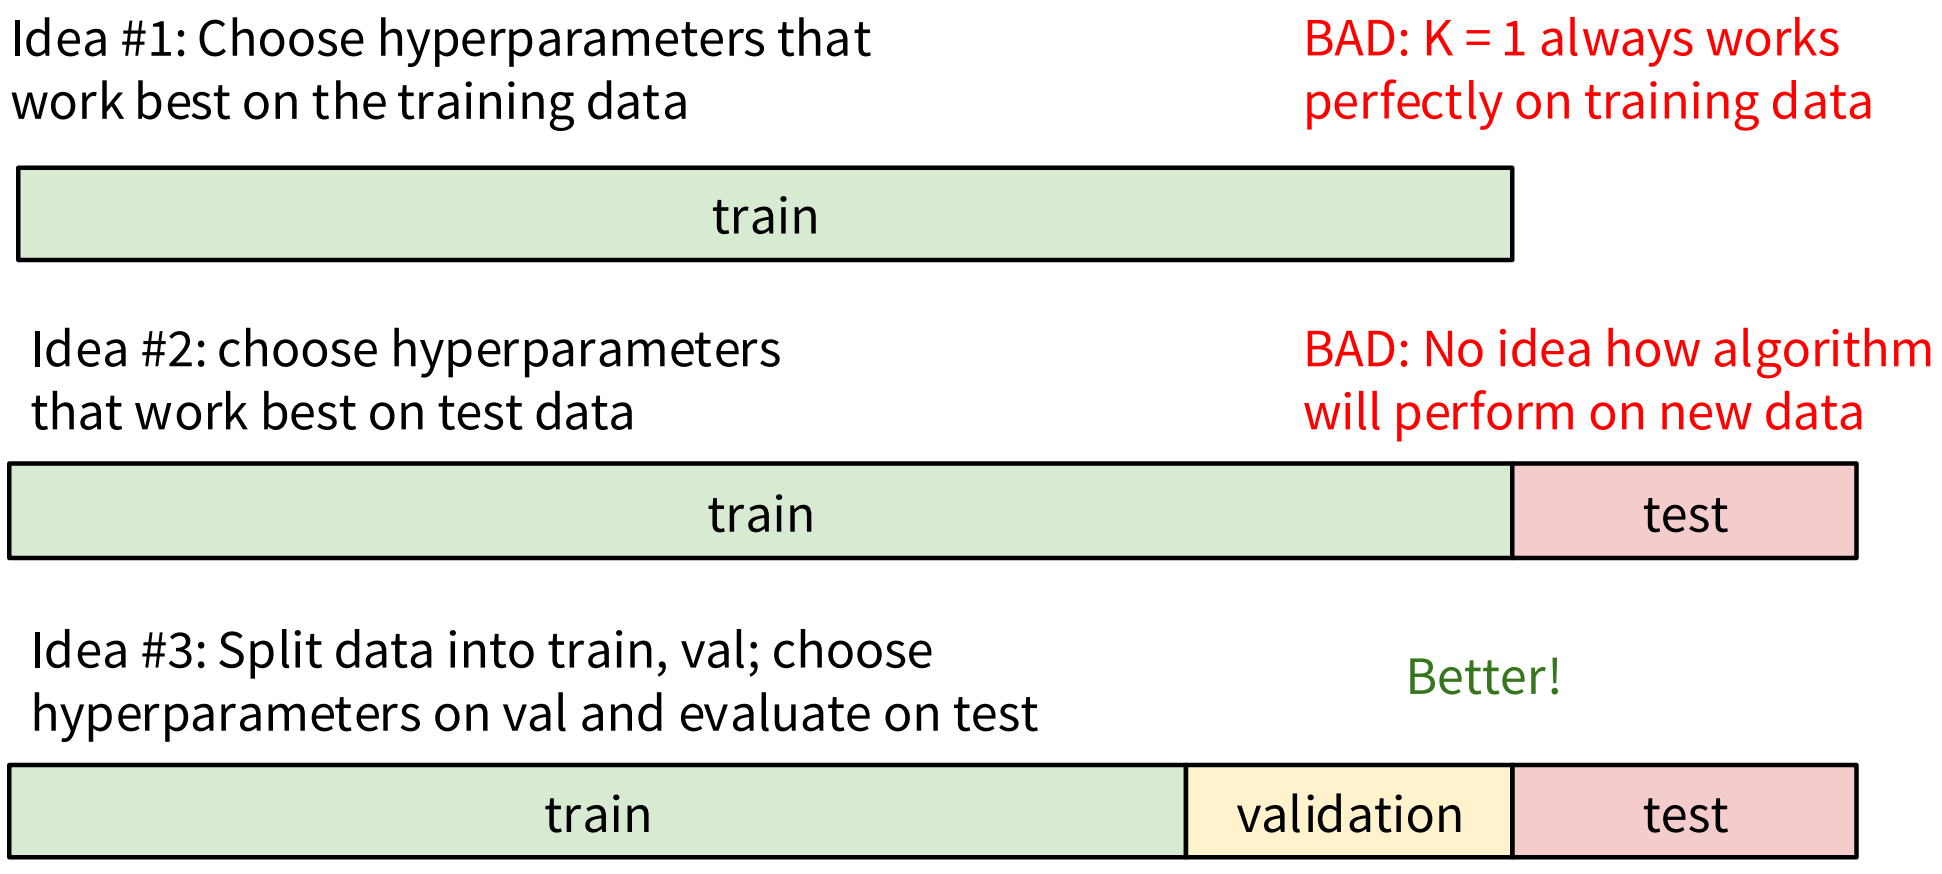 Idea #1: Choose hyperparameters that
work best on the training data
BAD: K = 1 always works
perfectly on training data
train
Idea #2: choose hyperparameters
that work best on test data
BAD: No idea how algorithm
will perform on new data
train
test
Idea #3: Split data into train, val; choose
hyperparameters on val and evaluate on test
Better!
train
validation
test